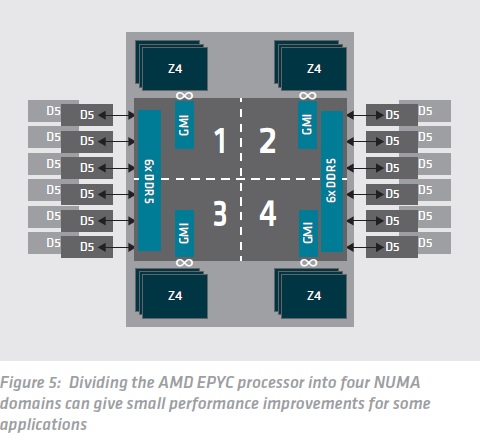 Z4 Z4
GMI GMI
1 2
D5 D5 D5 D5
D5 D5 D5 D5
D5 D5 D5 D5
6x DDR5 6x DDR5
D5 D5 D5 D5
D5 D5 D5 D5
D5 D5 D5 D5
3 4
GMI GMI
Z4 Z4
Figure 5: Dividing the AMD EPYC processor into four NUMA
domains can give small performance improvements for some
applications